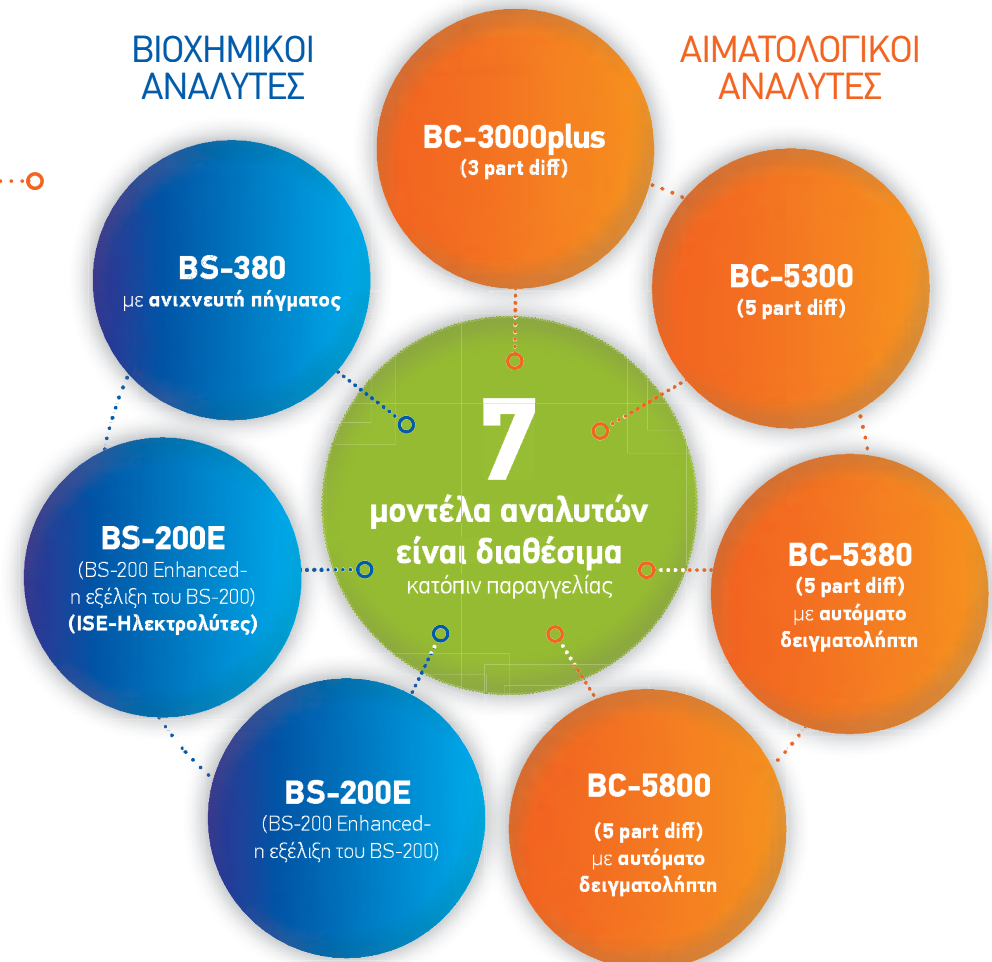 ΒΙΟΧΗΜΙΚΟΙ
ΑΝΑΛΥΤΕΣ
ΑΙΜΑΤΟΛΟΓΙΚΟΙ
ΑΝΑΛΥΤΕΣ
BC-3000plus
(3 part diff)
BS-380
με ανιχνευτή πήγματος
BC-5300
(5 part diff)
7
μοντέλα αναλυτών
είναι διαθέσιμα
κατόπιν παραγγελίας
BS-200E
(BS-200 Enhanced-
η εξέλιξη του BS-200)
(ISE-Ηλεκτρολύτες)
BC-5380
(5 part diff)
με αυτόματο
δειγματολήπτη
BS-200E
(BS-200 Enhanced-
η εξέλιξη του BS-200)
BC-5800
(5 part diff)
με αυτόματο
δειγματολήπτη